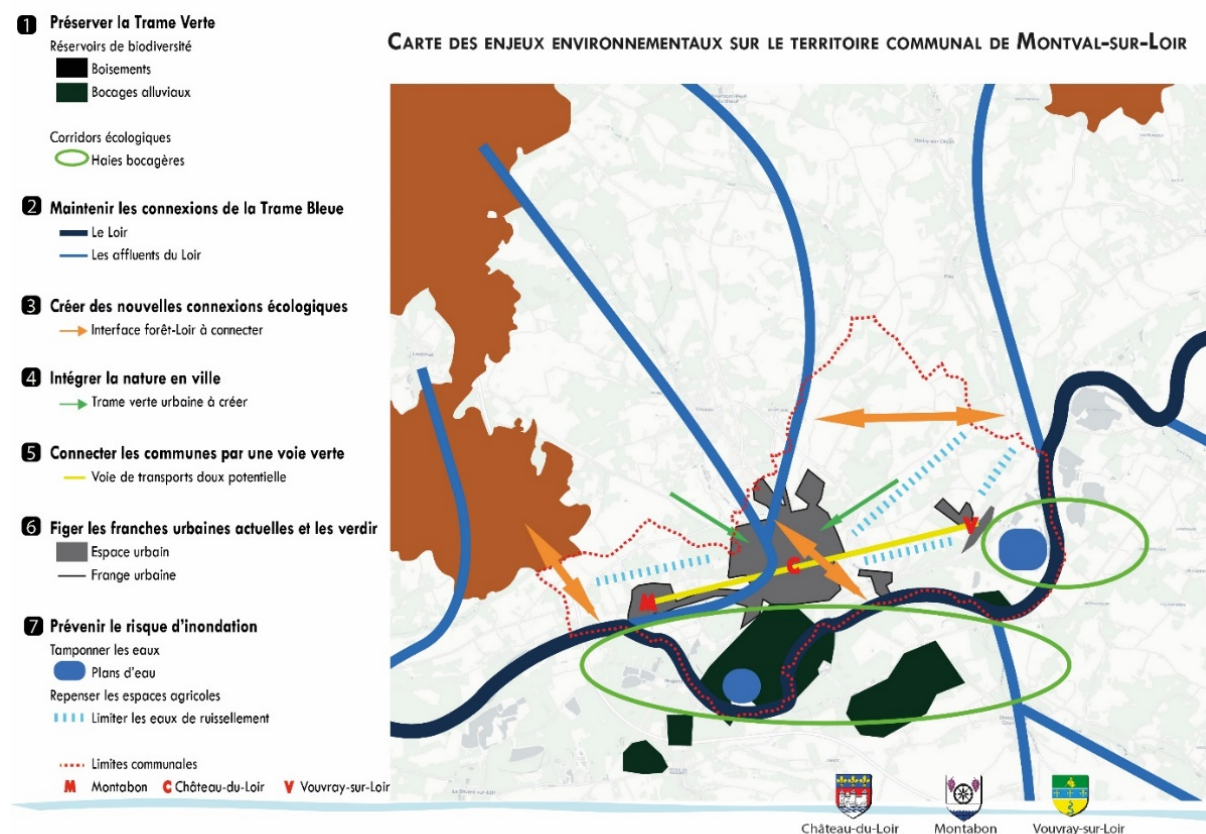 CARTE DES ENJEUX ENVIRONNEMENTAUX SUR LE TERRITOIRE COMMUNAL DE MONTVAL-SUR-LOIR
1 Préserver la Trame Verte
Réservoirs de biodiversité
Boisements
Bocages alluviaux
Corridors écologiques
Haies bocagères
2 Maintenir les connexions de la Trame Bleue
Le Loir
Les affluents du Loir
3 Créer des nouvelles connexions écologiques
Interface forêt-Loir à connecter
4 Intégrer la nature en ville
Trame verte urbaine à créer
5 Connecter les communes par une voie verte
Voie de transports doux potentielle
6 Figer les franches urbaines actuelles et les verdir
Espace urbain
Frange urbaine
7 Prévenir le risque d'inondation
Tamponner les eaux
Plans d'eau
Repenser les espaces agricoles
Limiter les eaux de ruissellement
Limites communales
M Montabon C Château-du-Loir V Vouvray-sur-Loir
V
C
M
Château-du-Loir Montabon Vouvray-sur-Loir